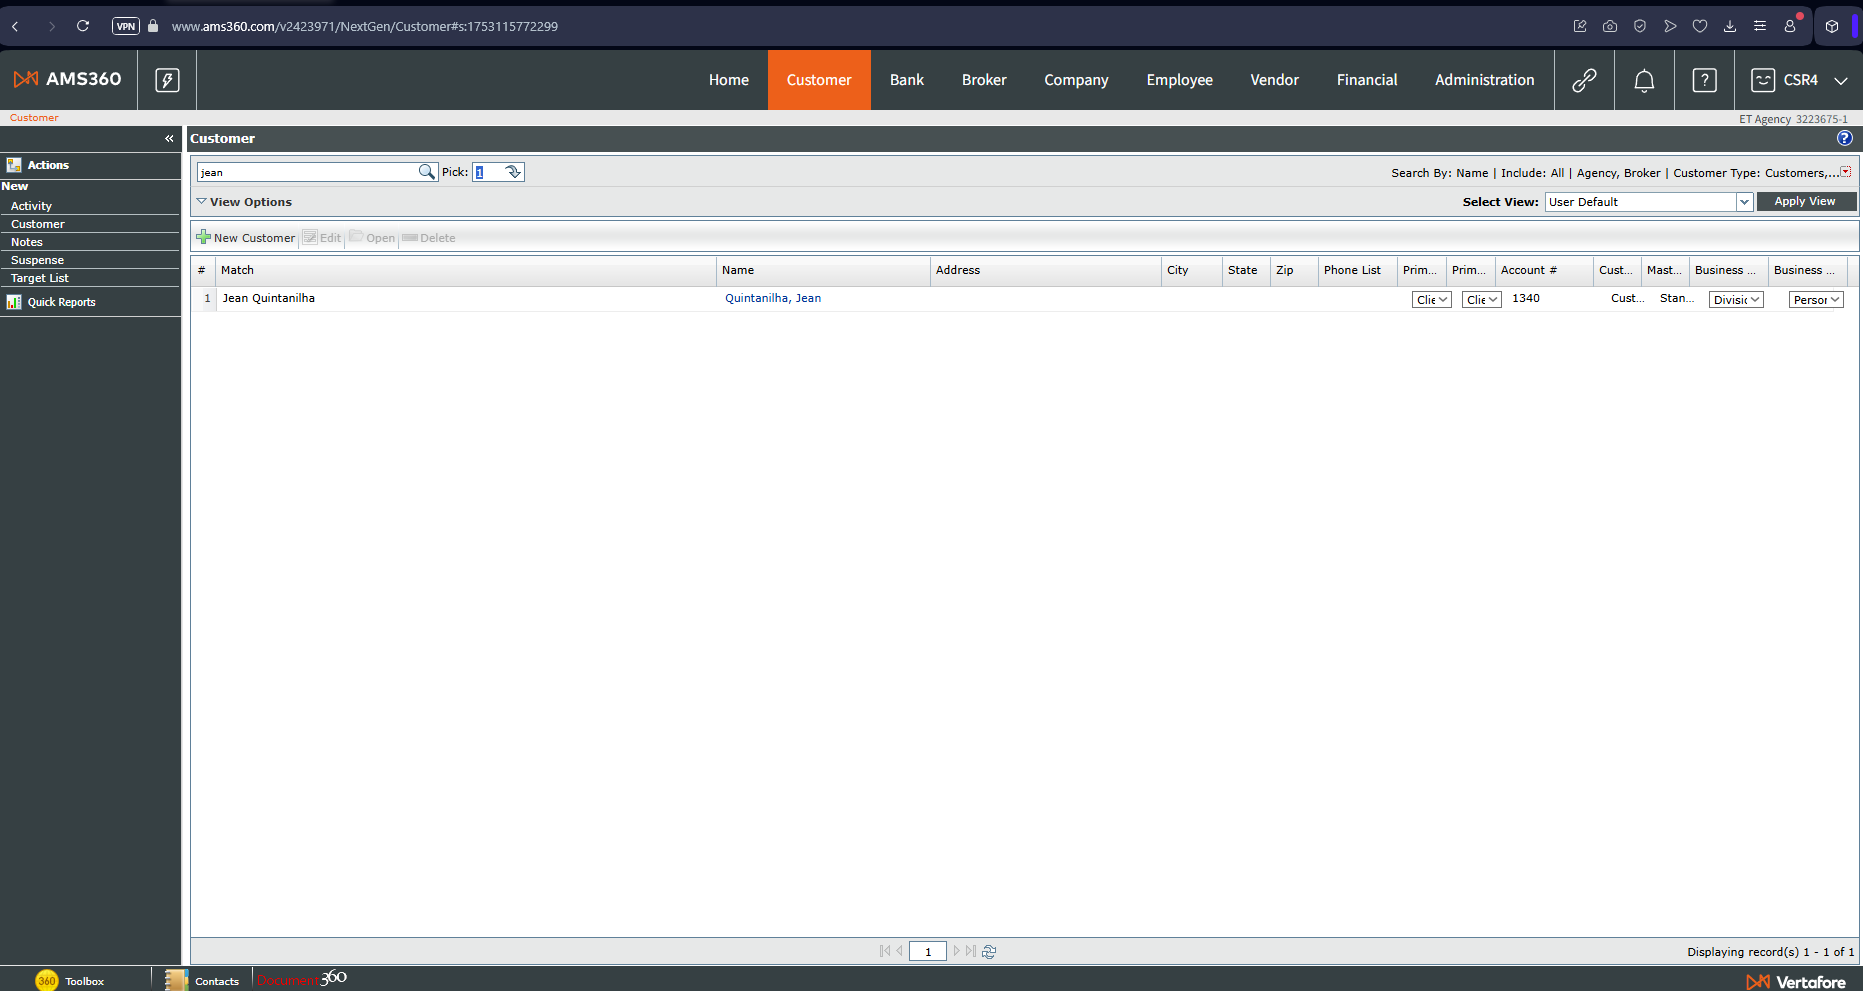 VPN www.ams360.com/v2423971/NextGen/Customer#s:1753115772299
AMS360 Home Customer Bank Broker Company Employee Vendor Financial Administration ? CSR4
Customer
ET Agency 3223675-1
« Customer ?
Actions
New
Activity
Customer
Notes
Suspense
Target List
Quick Reports
jean Pick: 1 Search By: Name | Include: All | Agency, Broker | Customer Type: Customers,...
View Options Select View: User Default Apply View
New Customer Edit Open Delete
# Match Name Address City State Zip Phone List Prim... Prim... Account # Cust... Mast... Business ... Business ...
1 Jean Quintanilha Quintanilha, Jean Clie Clie 1340 Cust... Stan... Divisic Persor
1 Displaying record(s) 1 - 1 of 1
360 Toolbox Contacts Document360 Vertafore